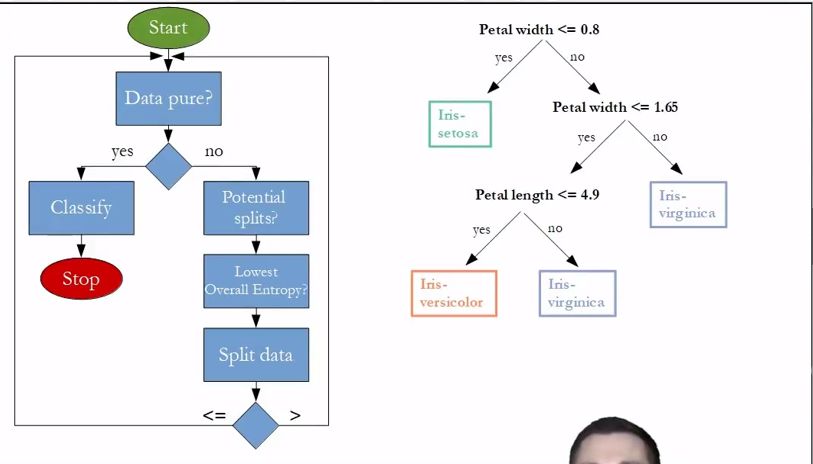 Start
Data pure?
yes
no
Classify
Potential
splits?
Stop
Lowest
Overall Entropy?
Split data
<=
>
Petal width <= 0.8
yes
no
Iris-
setosa
Petal width <= 1.65
yes
no
Petal length <= 4.9
Iris-
virginica
yes
no
Iris-
versicolor
Iris-
virginica